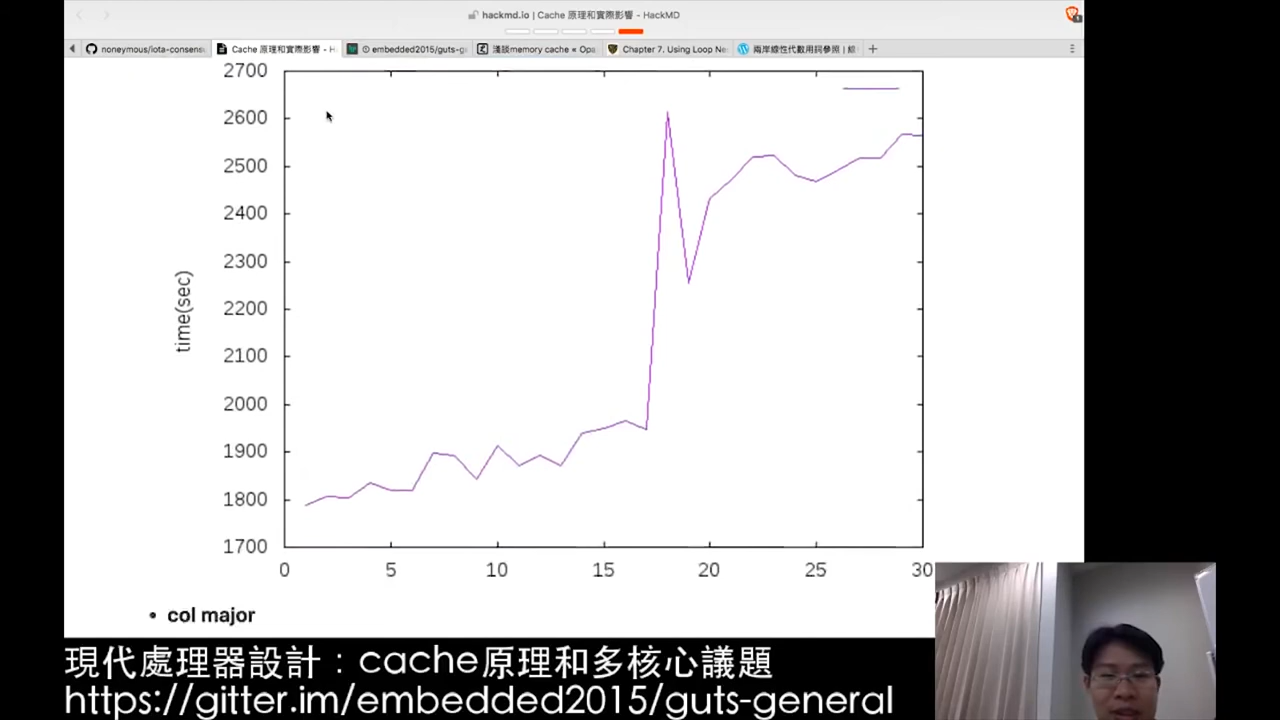 hackmd.io | Cache 原理和實際影響 - HackMD
noneymous/iota-consensu
Cache 原理和實際影響 - H
embedded2015/guts-g
淺談memory cache « Opa
Chapter 7. Using Loop Ne
兩岸線性代數用詞參照 |
2700
2600
2500
2400
2300
2200
2100
2000
1900
1800
1700
time(sec)
0 5 10 15 20 25 30
• col major
現代處理器設計：cache原理和多核心議題
https://gitter.im/embedded2015/guts-general